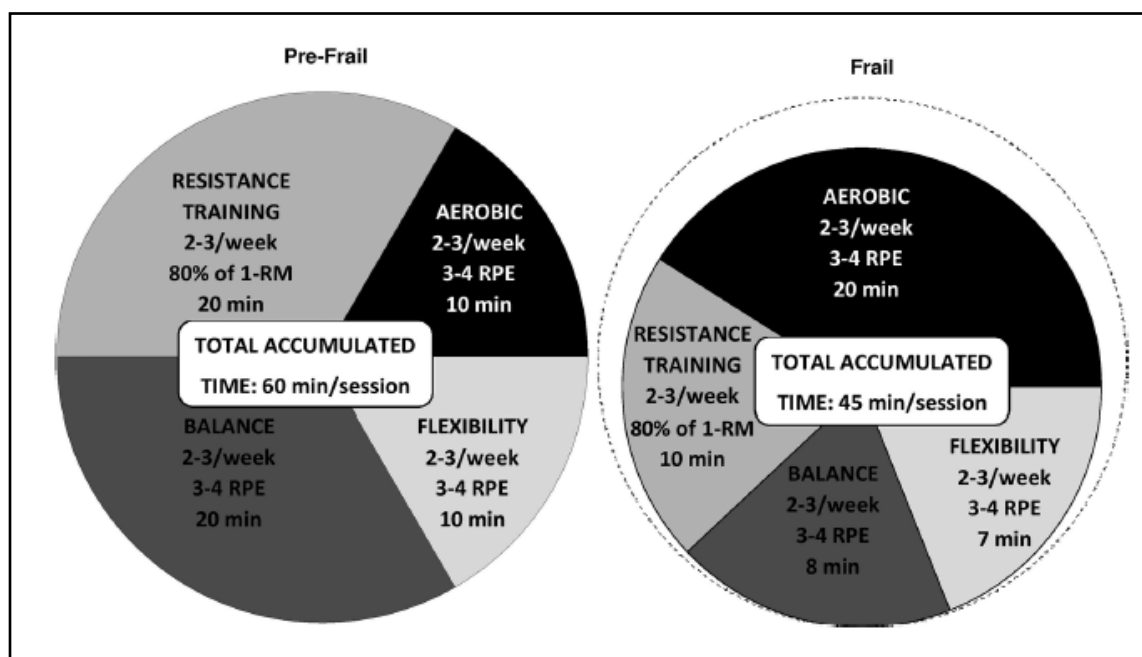 Pre-Frail
RESISTANCE
TRAINING
2-3/week
80% of 1-RM
20 min
AEROBIC
2-3/week
3-4 RPE
10 min
TOTAL ACCUMULATED
TIME: 60 min/session
BALANCE
2-3/week
3-4 RPE
20 min
FLEXIBILITY
2-3/week
3-4 RPE
10 min
Frail
AEROBIC
2-3/week
3-4 RPE
20 min
RESISTANCE
TRAINING
2-3/week
80% of 1-RM
10 min
TOTAL ACCUMULATED
TIME: 45 min/session
BALANCE
2-3/week
3-4 RPE
8 min
FLEXIBILITY
2-3/week
3-4 RPE
7 min